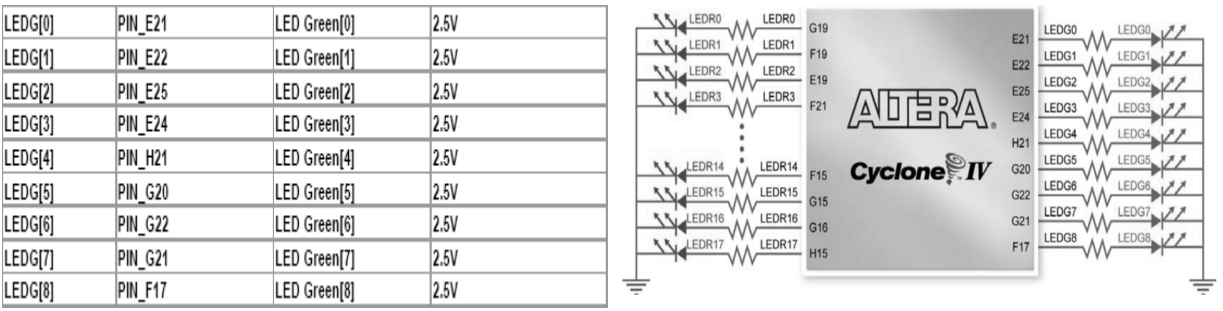 LEDG[0] PIN_E21 LED Green[0] 2.5V
LEDG[1] PIN_E22 LED Green[1] 2.5V
LEDG[2] PIN_E25 LED Green[2] 2.5V
LEDG[3] PIN_E24 LED Green[3] 2.5V
LEDG[4] PIN_H21 LED Green[4] 2.5V
LEDG[5] PIN_G20 LED Green[5] 2.5V
LEDG[6] PIN_G22 LED Green[6] 2.5V
LEDG[7] PIN_G21 LED Green[7] 2.5V
LEDG[8] PIN_F17 LED Green[8] 2.5V
LEDR0 LEDR0 G19
LEDR1 LEDR1 F19
LEDR2 LEDR2 E19
LEDR3 LEDR3 F21
LEDR14 LEDR14 F15
LEDR15 LEDR15 G15
LEDR16 LEDR16 G16
LEDR17 LEDR17 H15
ALTERA®
Cyclone IV
E21 LEDG0 LEDG0
E22 LEDG1 LEDG1
E25 LEDG2 LEDG2
E24 LEDG3 LEDG3
H21 LEDG4 LEDG4
G20 LEDG5 LEDG5
G22 LEDG6 LEDG6
G21 LEDG7 LEDG7
F17 LEDG8 LEDG8